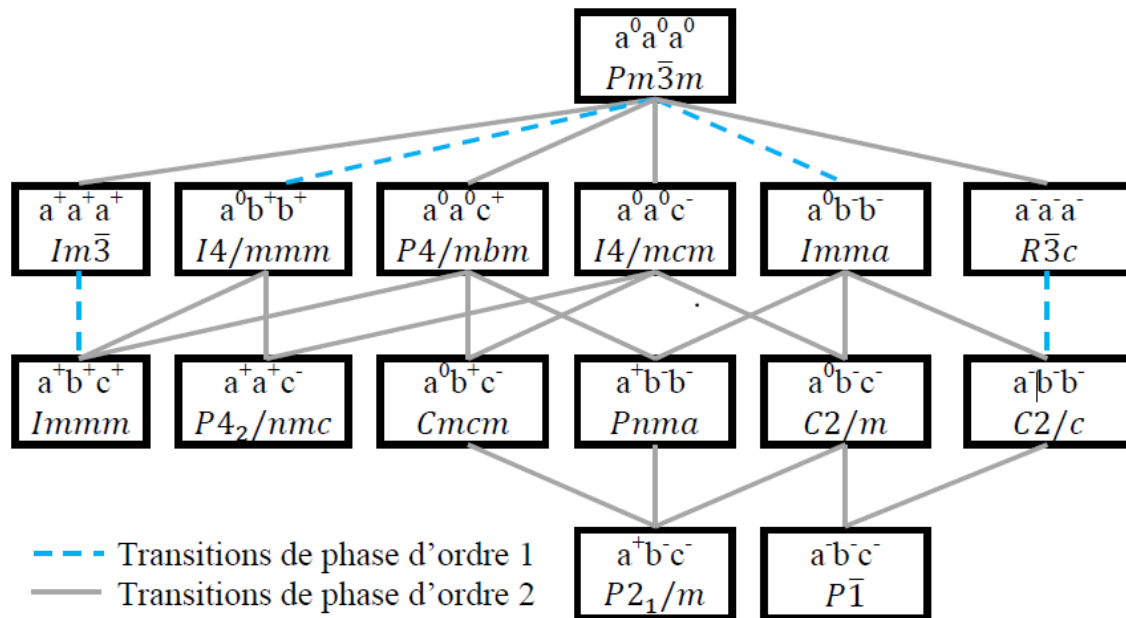 a⁰a⁰a⁰
Pm3̅m
a⁺a⁺a⁺
Im3̅
a⁰b⁺b⁺
I4/mmm
a⁰a⁰c⁺
P4/mbm
a⁰a⁰c⁻
I4/mcm
a⁰b⁻b⁻
Imma
a⁻a⁻a⁻
R3̅c
a⁺b⁺c⁺
Immm
a⁺a⁺c⁻
P4₂/nmc
a⁰b⁺c⁻
Cmcm
a⁺b⁻b⁻
Pnma
a⁰b⁻c⁻
C2/m
a⁻b⁻b⁻
C2/c
a⁺b⁻c⁻
P2₁/m
a⁻b⁻c⁻
P1̅
Transitions de phase d’ordre 1
Transitions de phase d’ordre 2